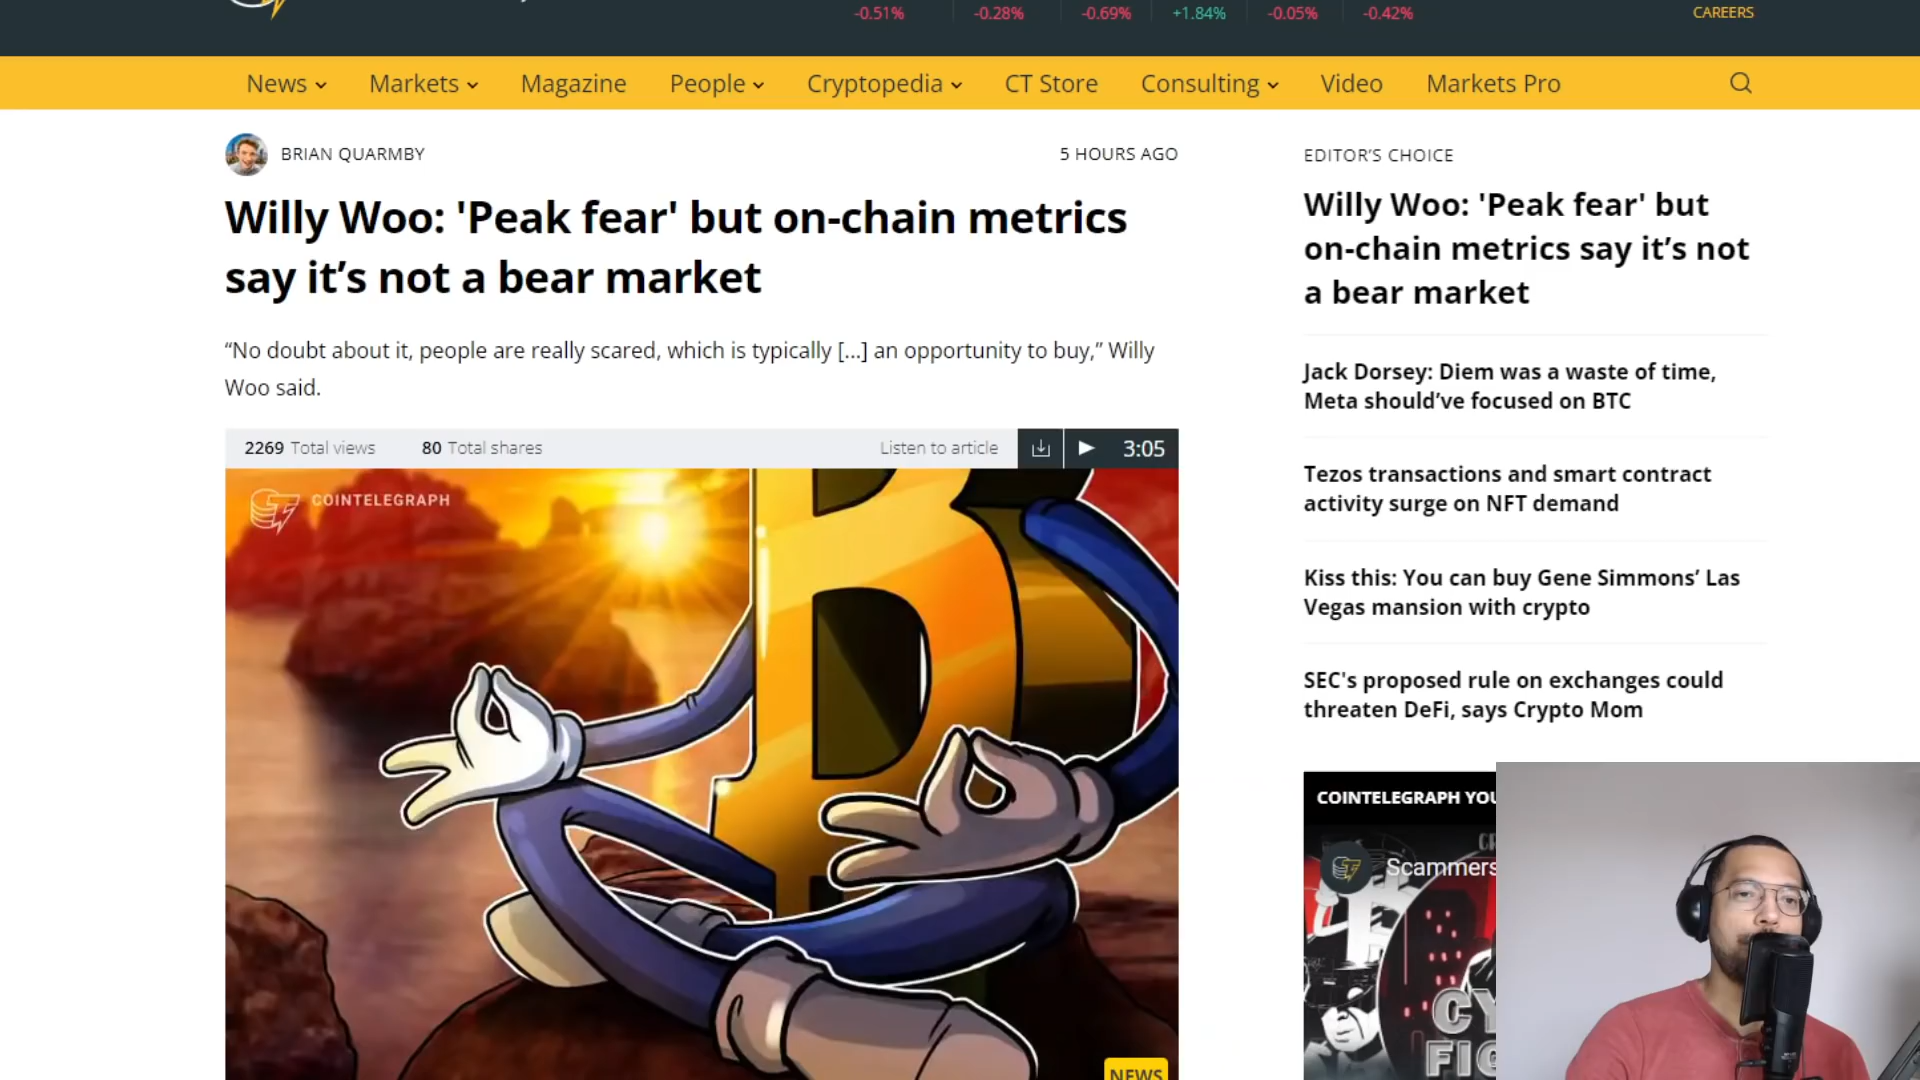 -0.51% -0.28% -0.69% +1.84% -0.05% -0.42% CAREERS
News Markets Magazine People Cryptopedia CT Store Consulting Video Markets Pro
BRIAN QUARMBY 5 HOURS AGO
Willy Woo: 'Peak fear' but on-chain metrics
say it’s not a bear market
“No doubt about it, people are really scared, which is typically [...] an opportunity to buy,” Willy
Woo said.
2269 Total views 80 Total shares Listen to article 3:05
COINTELEGRAPH
NEWS
EDITOR’S CHOICE
Willy Woo: 'Peak fear' but
on-chain metrics say it’s not
a bear market
Jack Dorsey: Diem was a waste of time,
Meta should’ve focused on BTC
Tezos transactions and smart contract
activity surge on NFT demand
Kiss this: You can buy Gene Simmons’ Las
Vegas mansion with crypto
SEC's proposed rule on exchanges could
threaten DeFi, says Crypto Mom
COINTELEGRAPH YOU
Scammers
CY
FIG